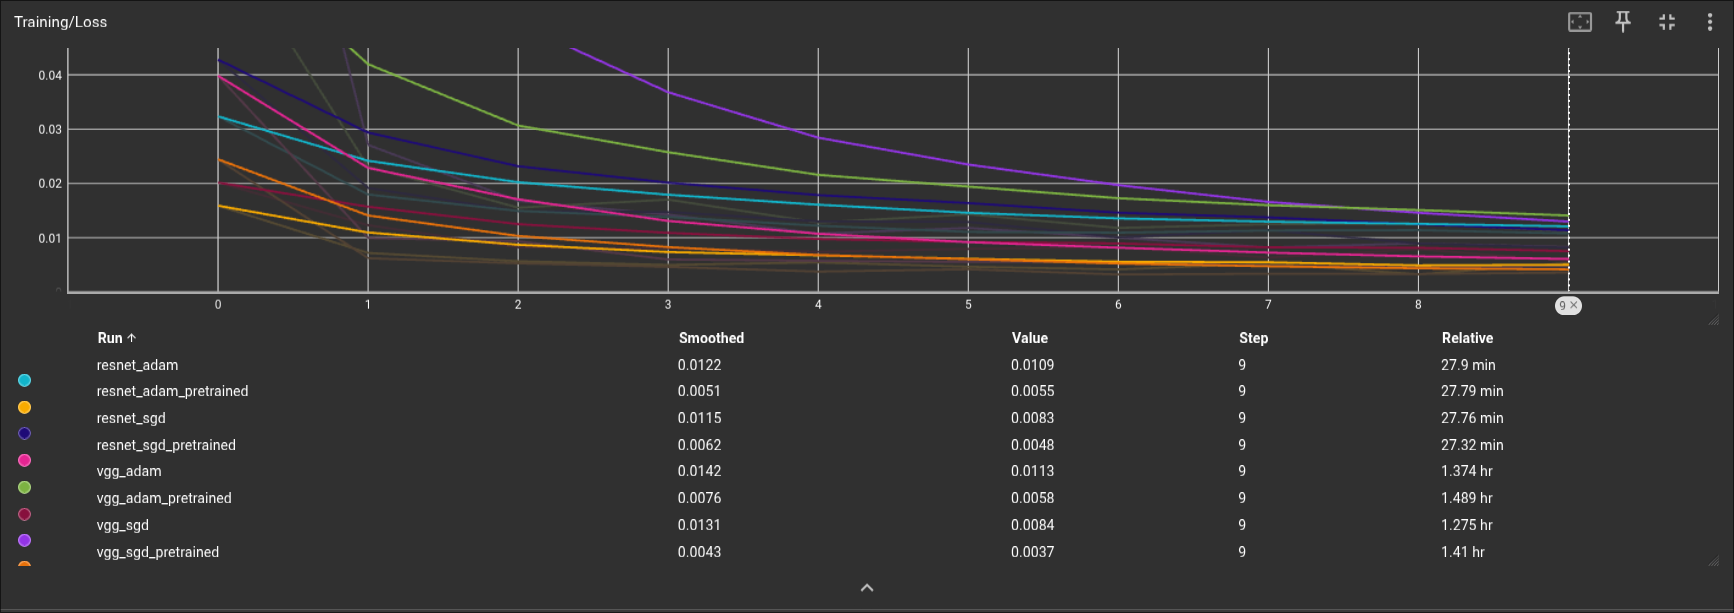 Training/Loss
0.04
0.03
0.02
0.01
0 1 2 3 4 5 6 7 8 9 ×
Run ↑ Smoothed Value Step Relative
resnet_adam 0.0122 0.0109 9 27.9 min
resnet_adam_pretrained 0.0051 0.0055 9 27.79 min
resnet_sgd 0.0115 0.0083 9 27.76 min
resnet_sgd_pretrained 0.0062 0.0048 9 27.32 min
vgg_adam 0.0142 0.0113 9 1.374 hr
vgg_adam_pretrained 0.0076 0.0058 9 1.489 hr
vgg_sgd 0.0131 0.0084 9 1.275 hr
vgg_sgd_pretrained 0.0043 0.0037 9 1.41 hr